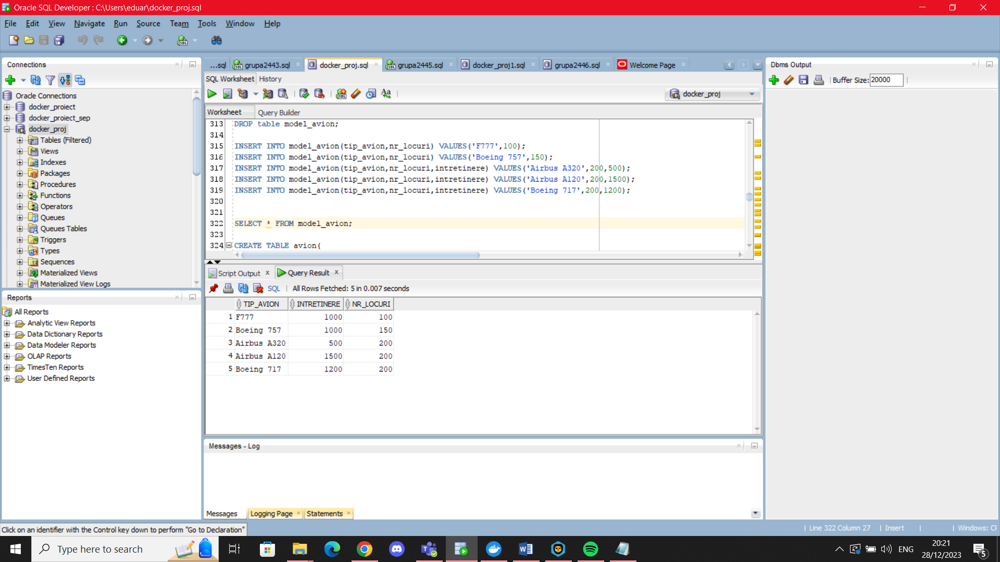 Oracle SQL Developer : C:\Users\eduar\docker_proj.sql
File Edit View Navigate Run Source Team Tools Window Help
Connections
Oracle Connections
docker_proiect
docker_proiect_sep
docker_proj
Tables (Filtered)
Views
Indexes
Packages
Procedures
Functions
Operators
Queues
Queues Tables
Triggers
Types
Sequences
Materialized Views
Materialized View Logs
Reports
All Reports
Analytic View Reports
Data Dictionary Reports
Data Modeler Reports
OLAP Reports
TimesTen Reports
User Defined Reports
...sql grupa2443.sql docker_proj.sql grupa2445.sql docker_proj1.sql grupa2446.sql Welcome Page
SQL Worksheet History
docker_proj
Worksheet Query Builder
313 DROP table model_avion;
314
315 INSERT INTO model_avion(tip_avion,nr_locuri) VALUES('F777',100);
316 INSERT INTO model_avion(tip_avion,nr_locuri) VALUES('Boeing 757',150);
317 INSERT INTO model_avion(tip_avion,nr_locuri,intretinere) VALUES('Airbus A320',200,500);
318 INSERT INTO model_avion(tip_avion,nr_locuri,intretinere) VALUES('Airbus A120',200,1500);
319 INSERT INTO model_avion(tip_avion,nr_locuri,intretinere) VALUES('Boeing 717',200,1200);
320
321
322 SELECT * FROM model_avion;
323
324 CREATE TABLE avion(
Script Output Query Result
SQL All Rows Fetched: 5 in 0.007 seconds
TIP_AVION INTRETINERE NR_LOCURI
1 F777 1000 100
2 Boeing 757 1000 150
3 Airbus A320 500 200
4 Airbus A120 1500 200
5 Boeing 717 1200 200
Messages - Log
Messages Logging Page Statements
Dbms Output
Buffer Size: 20000
Click on an identifier with the Control key down to perform "Go to Declaration"
Line 322 Column 27 Insert Windows: CF
Type here to search
ENG
20:21
28/12/2023
5